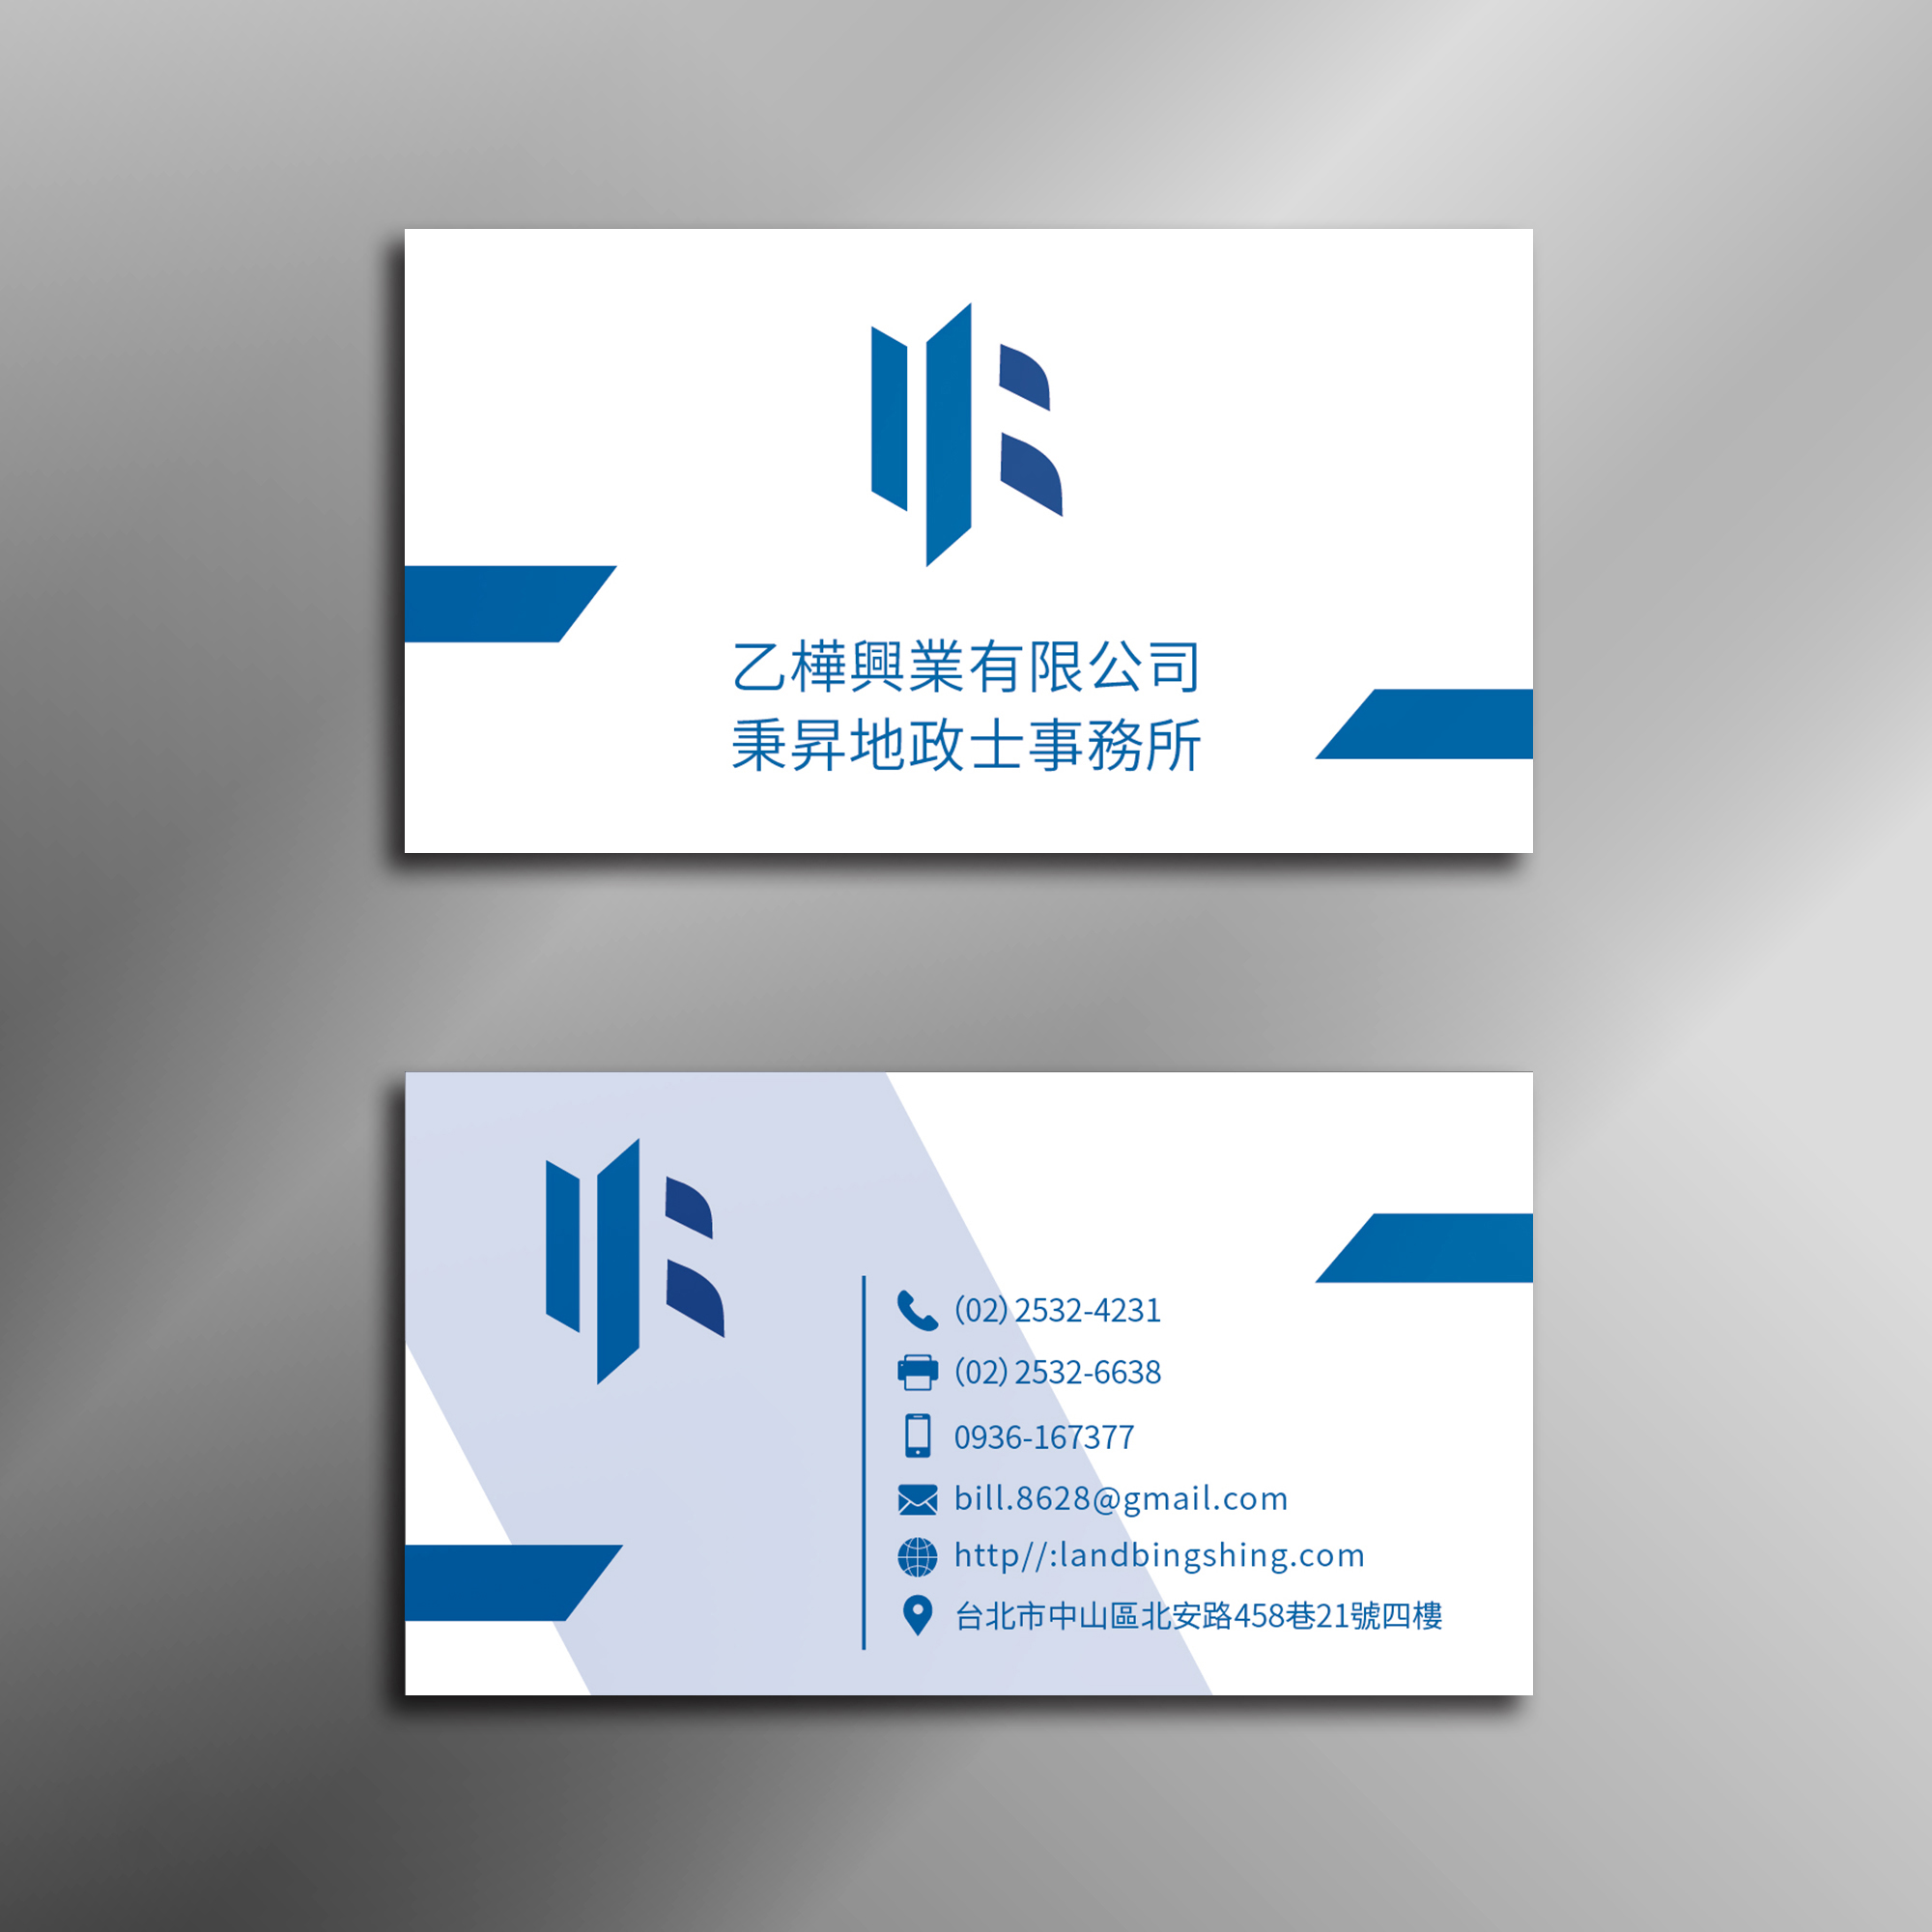 乙樺興業有限公司
秉昇地政士事務所
(02) 2532-4231
(02) 2532-6638
0936-167377
bill.8628@gmail.com
http//:landbingshing.com
台北市中山區北安路458巷21號四樓